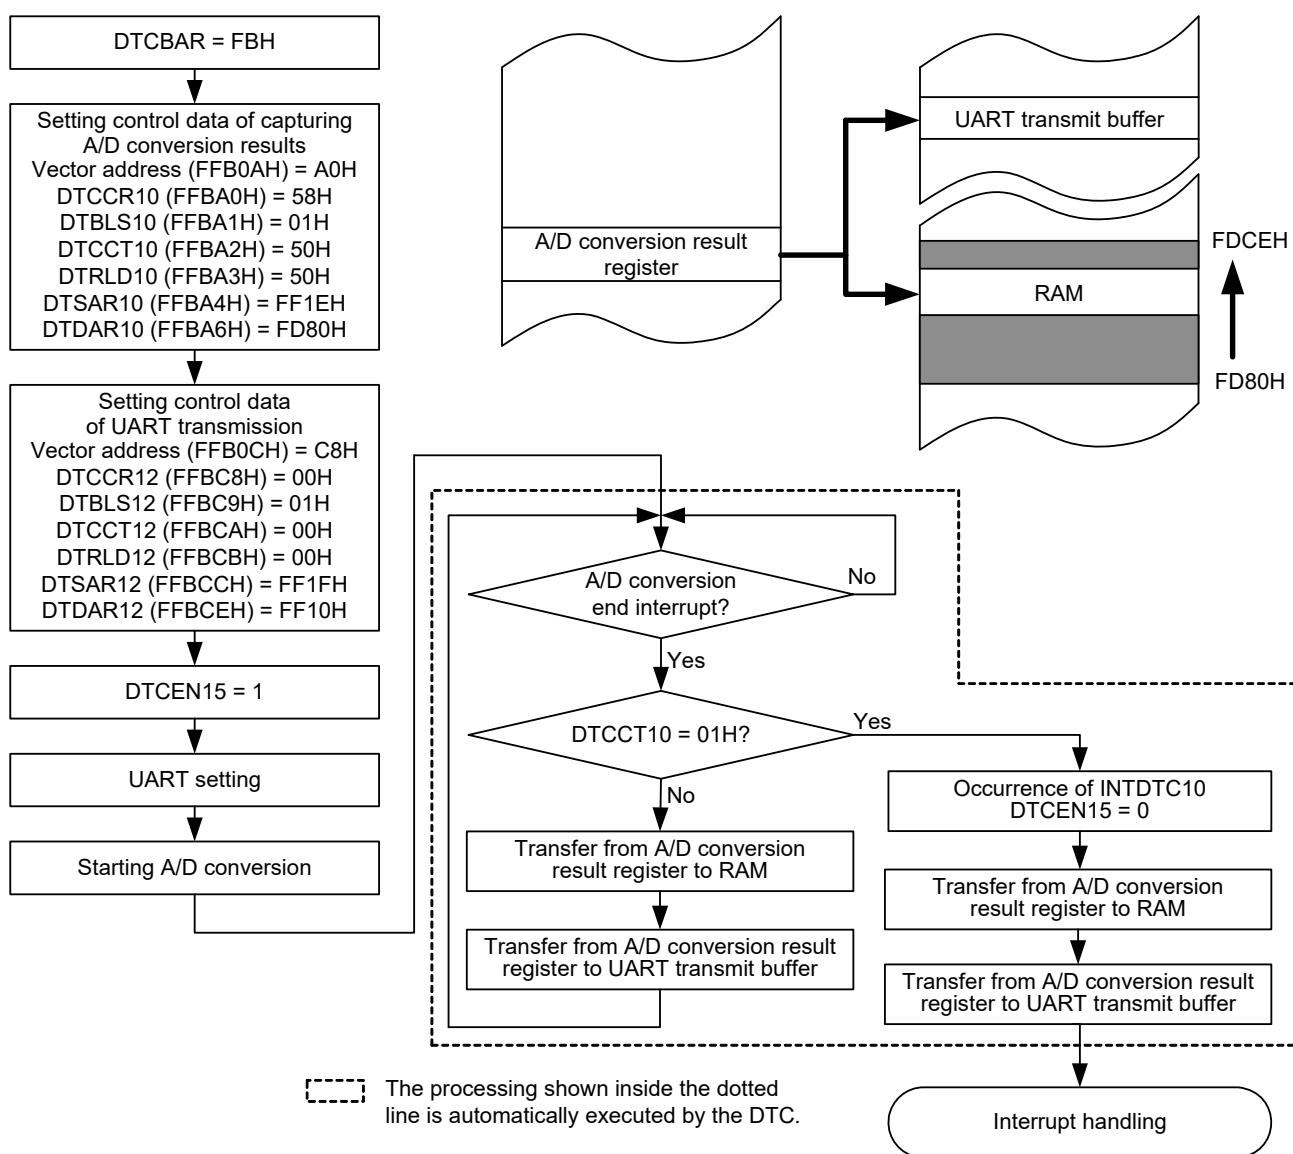 DTCBAR = FBH
Setting control data of capturing
A/D conversion results
Vector address (FFB0AH) = A0H
DTCCR10 (FFBA0H) = 58H
DTBLS10 (FFBA1H) = 01H
DTCCT10 (FFBA2H) = 50H
DTRLD10 (FFBA3H) = 50H
DTSAR10 (FFBA4H) = FF1EH
DTDAR10 (FFBA6H) = FD80H
Setting control data
of UART transmission
Vector address (FFB0CH) = C8H
DTCCR12 (FFBC8H) = 00H
DTBLS12 (FFBC9H) = 01H
DTCCT12 (FFBCAH) = 00H
DTRLD12 (FFBCBH) = 00H
DTSAR12 (FFBCCH) = FF1FH
DTDAR12 (FFBCEH) = FF10H
DTCEN15 = 1
UART setting
Starting A/D conversion
A/D conversion result
register
UART transmit buffer
RAM
FDCEH
FD80H
A/D conversion
end interrupt?
No
Yes
DTCCT10 = 01H?
Yes
No
Transfer from A/D conversion
result register to RAM
Transfer from A/D conversion result
register to UART transmit buffer
Occurrence of INTDTC10
DTCEN15 = 0
Transfer from A/D conversion
result register to RAM
Transfer from A/D conversion result
register to UART transmit buffer
Interrupt handling
The processing shown inside the dotted
line is automatically executed by the DTC.